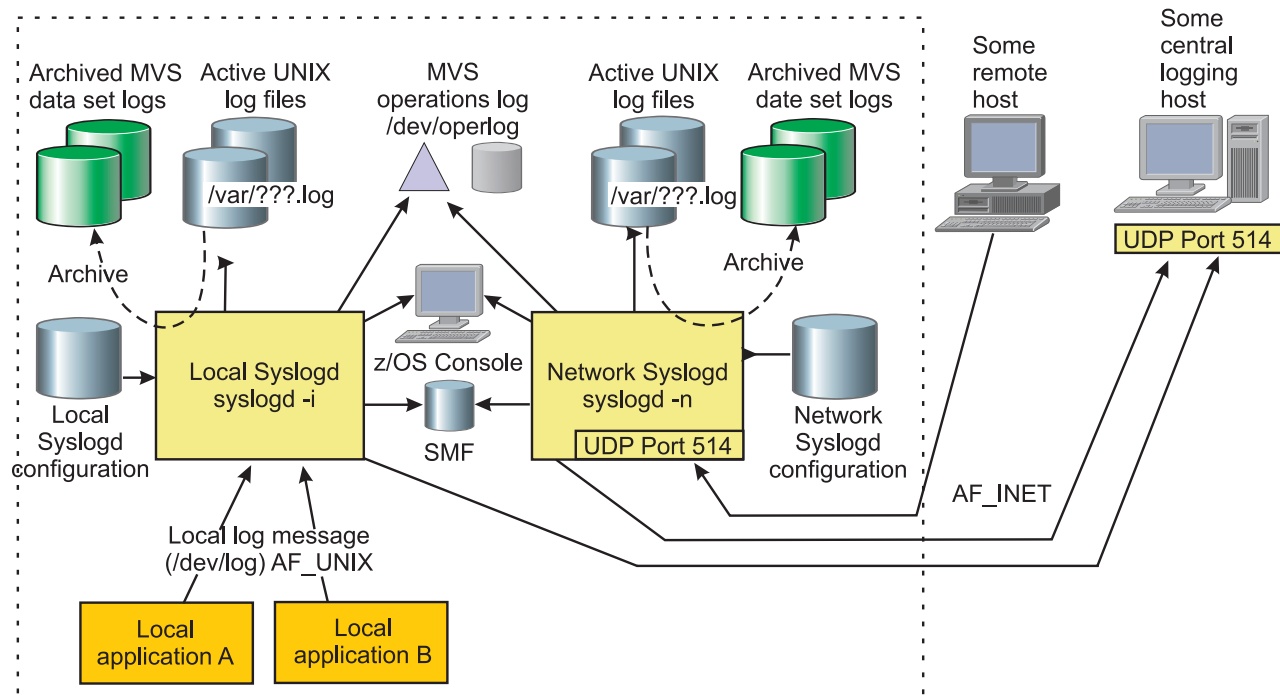 Archived MVS
data set logs
Active UNIX
log files
MVS
operations log
/dev/operlog
Active UNIX
log files
Archived MVS
date set logs
Some
remote
host
Some
central
logging
host
/var/???.log
/var/???.log
UDP Port 514
Archive
Archive
Local Syslogd
syslogd -i
z/OS Console
Network Syslogd
syslogd -n
UDP Port 514
Local
Syslogd
configuration
SMF
Network
Syslogd
configuration
AF_INET
Local log message
(/dev/log) AF_UNIX
Local
application A
Local
application B